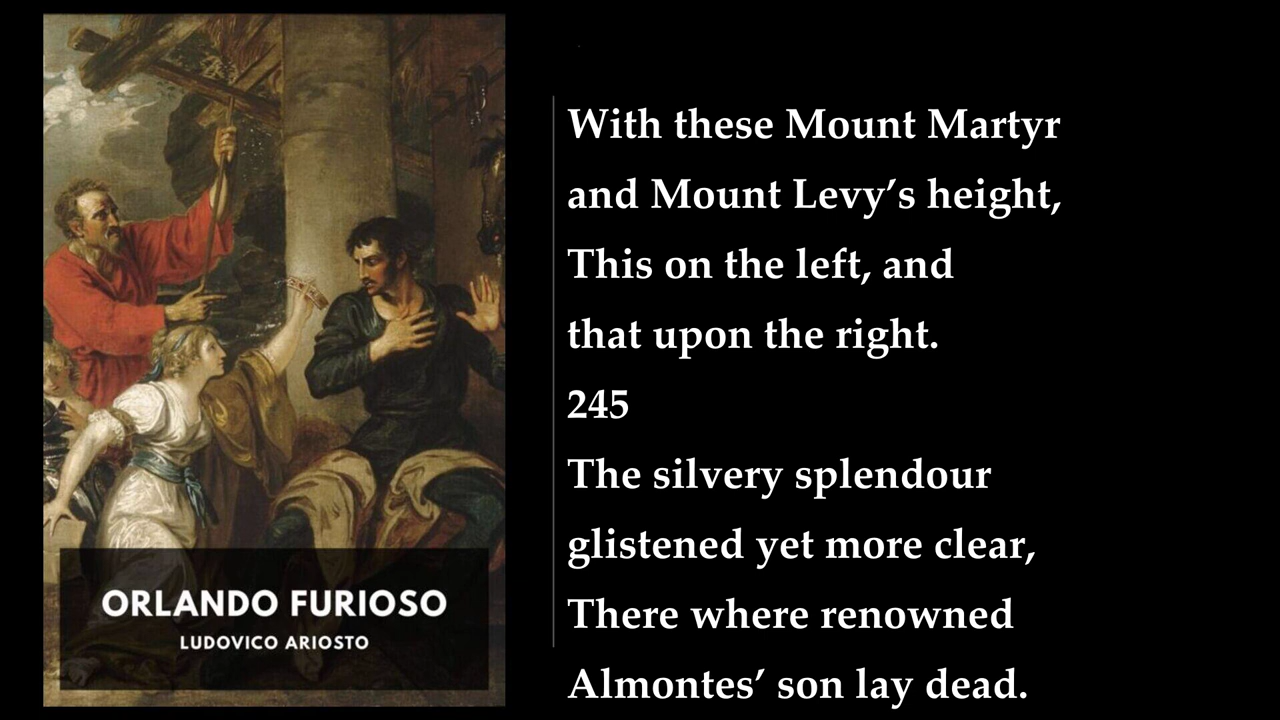 ORLANDO FURIOSO
LUDOVICO ARIOSTO
With these Mount Martyr
and Mount Levy’s height,
This on the left, and
that upon the right.
245
The silvery splendour
glistened yet more clear,
There where renowned
Almontes’ son lay dead.